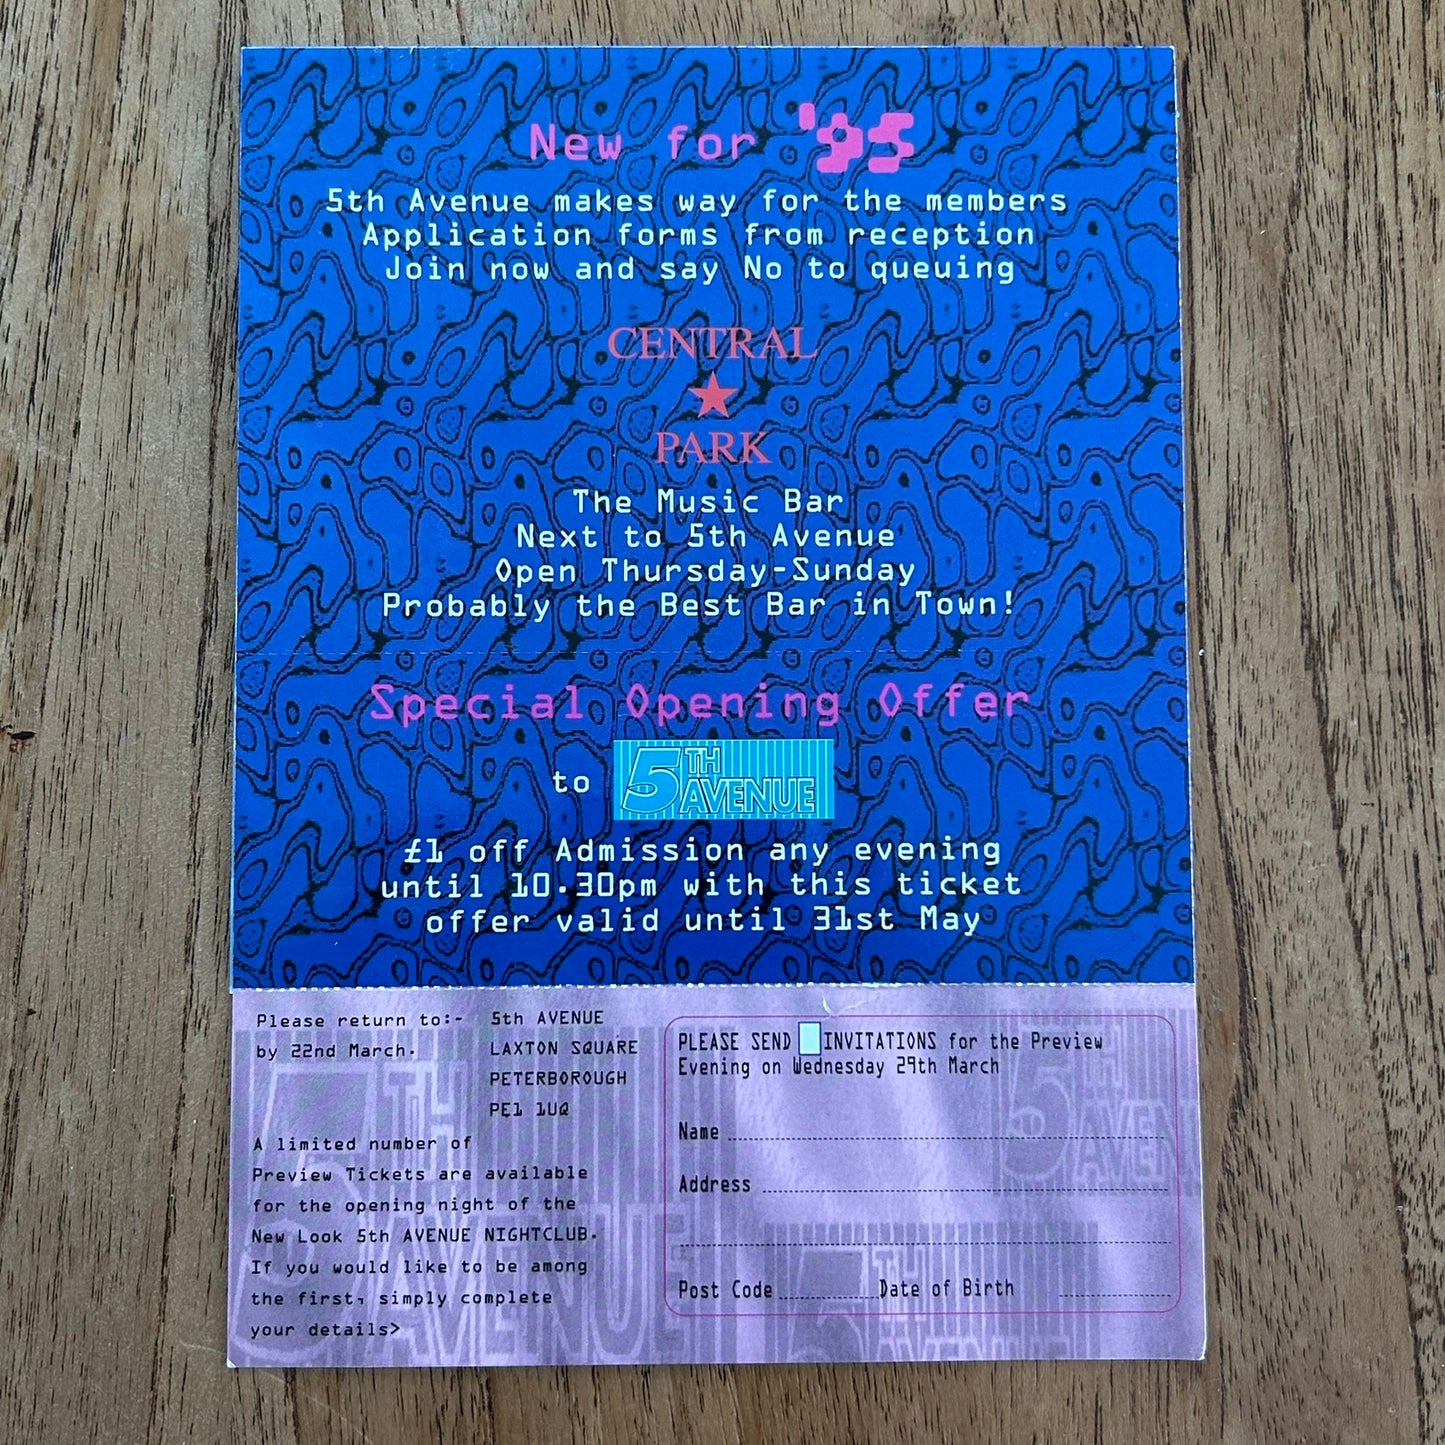 New for '95
5th Avenue makes way for the members
Application forms from reception
Join now and say No to queuing
CENTRAL
PARK
The Music Bar
Next to 5th Avenue
Open Thursday-Sunday
Probably the Best Bar in Town!
Special Opening Offer
to 5TH AVENUE
£1 off Admission any evening
until 10.30pm with this ticket
offer valid until 31st May
Please return to:- 5th AVENUE
by 22nd March. LAXTON SQUARE
PETERBOROUGH
PE1 1UQ
A limited number of
Preview Tickets are available
for the opening night of the
New Look 5th AVENUE NIGHTCLUB.
If you would like to be among
the first, simply complete
your details>
PLEASE SEND INVITATIONS for the Preview
Evening on Wednesday 29th March
Name
Address
Post Code Date of Birth
5TH AVENUE
5TH AVENUE
5TH AVENUE